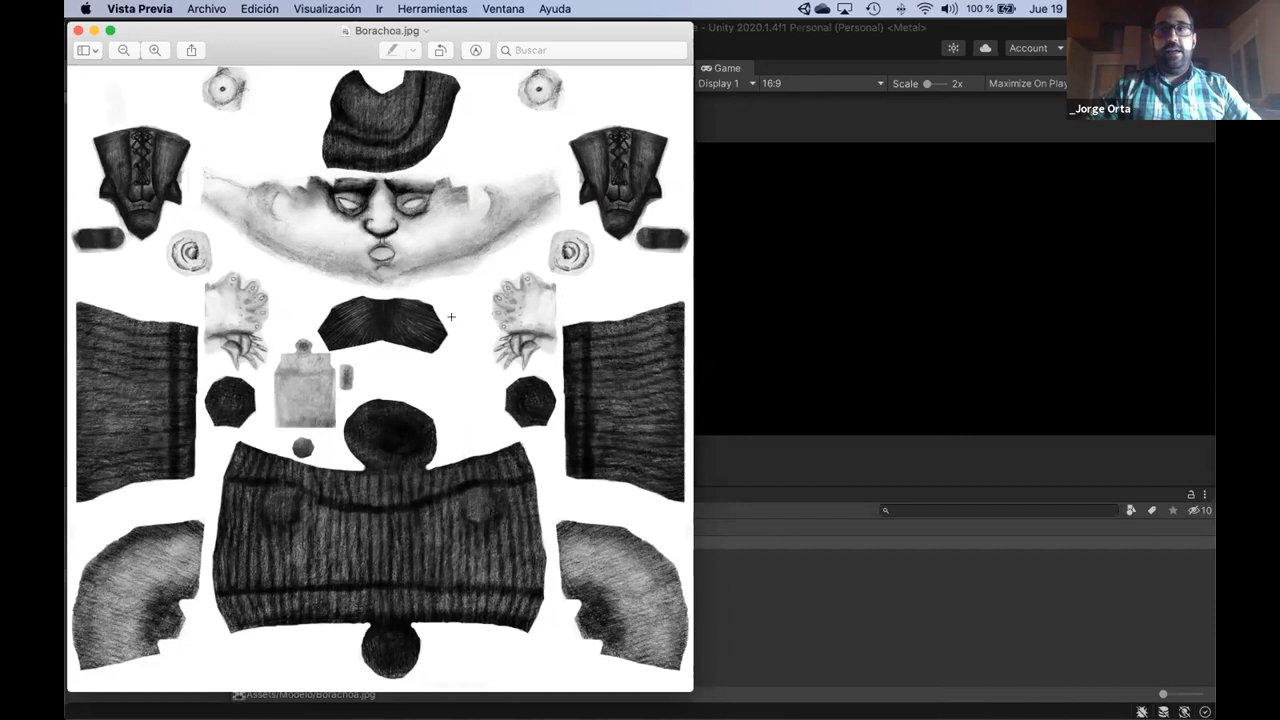 Vista Previa Archivo Edición Visualización Ir Herramientas Ventana Ayuda 100 % Jue 19
Borachoa.jpg
Buscar
- Unity 2020.1.4f1 Personal (Personal) <Metal>
Account
Game
Display 1 16:9 Scale 2x Maximize On Play
_Jorge Orta
10
Assets/Modelo/Borachoa.jpg